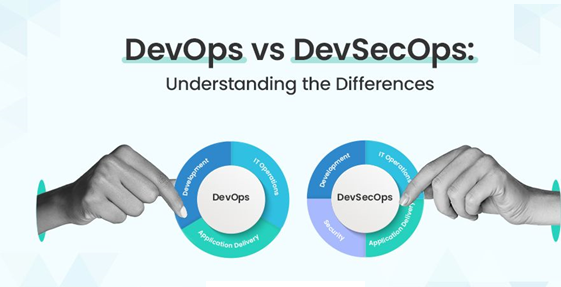 DevOps vs DevSecOps:
Understanding the Differences
Development
IT Operations
DevOps
Application Delivery
Development
IT Operations
DevSecOps
Security
Application Delivery